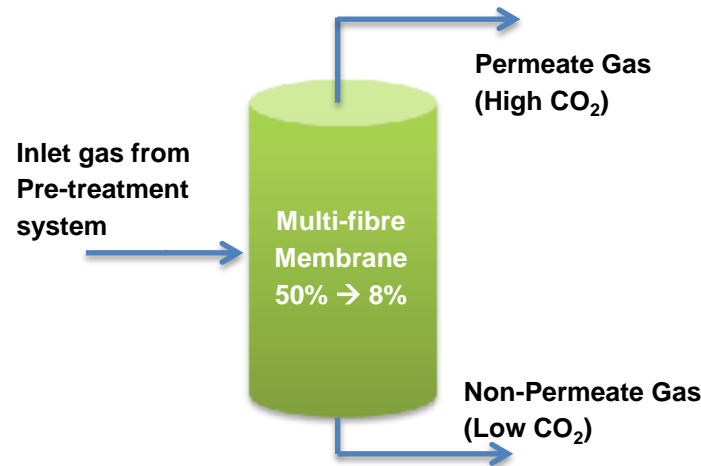 Permeate Gas
(High CO₂)
Inlet gas from
Pre-treatment
system
Multi-fibre
Membrane
50% → 8%
Non-Permeate Gas
(Low CO₂)